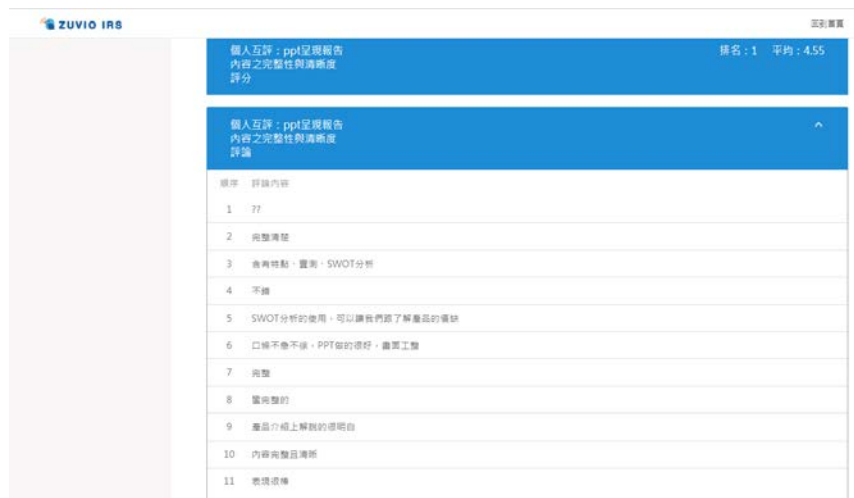 ZUVIO IRS
回到首頁
個人互評：ppt呈現報告
內容之完整性與清晰度
評分
排名：1 平均：4.55
個人互評：ppt呈現報告
內容之完整性與清晰度
評論
順序 評論內容
1 ??
2 完整清楚
3 含有特點、實測、SWOT分析
4 不錯
5 SWOT分析的使用，可以讓我們跟了解產品的優缺
6 口條不疾不徐，PPT做的很好，畫面工整
7 完整
8 蠻完整的
9 產品介紹上解說的很明白
10 內容完整且清晰
11 表現很棒